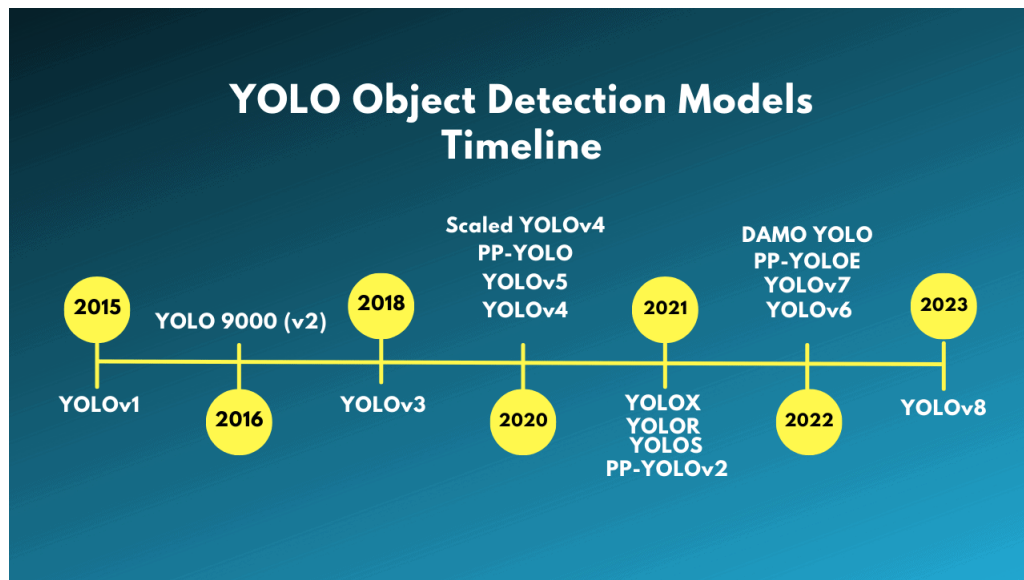 YOLO Object Detection Models
Timeline
2015
YOLOv1
YOLO 9000 (v2)
2016
2018
YOLOv3
Scaled YOLOv4
PP-YOLO
YOLOv5
YOLOv4
2020
2021
YOLOX
YOLOR
YOLOS
PP-YOLOv2
DAMO YOLO
PP-YOLOE
YOLOv7
YOLOv6
2022
2023
YOLOv8